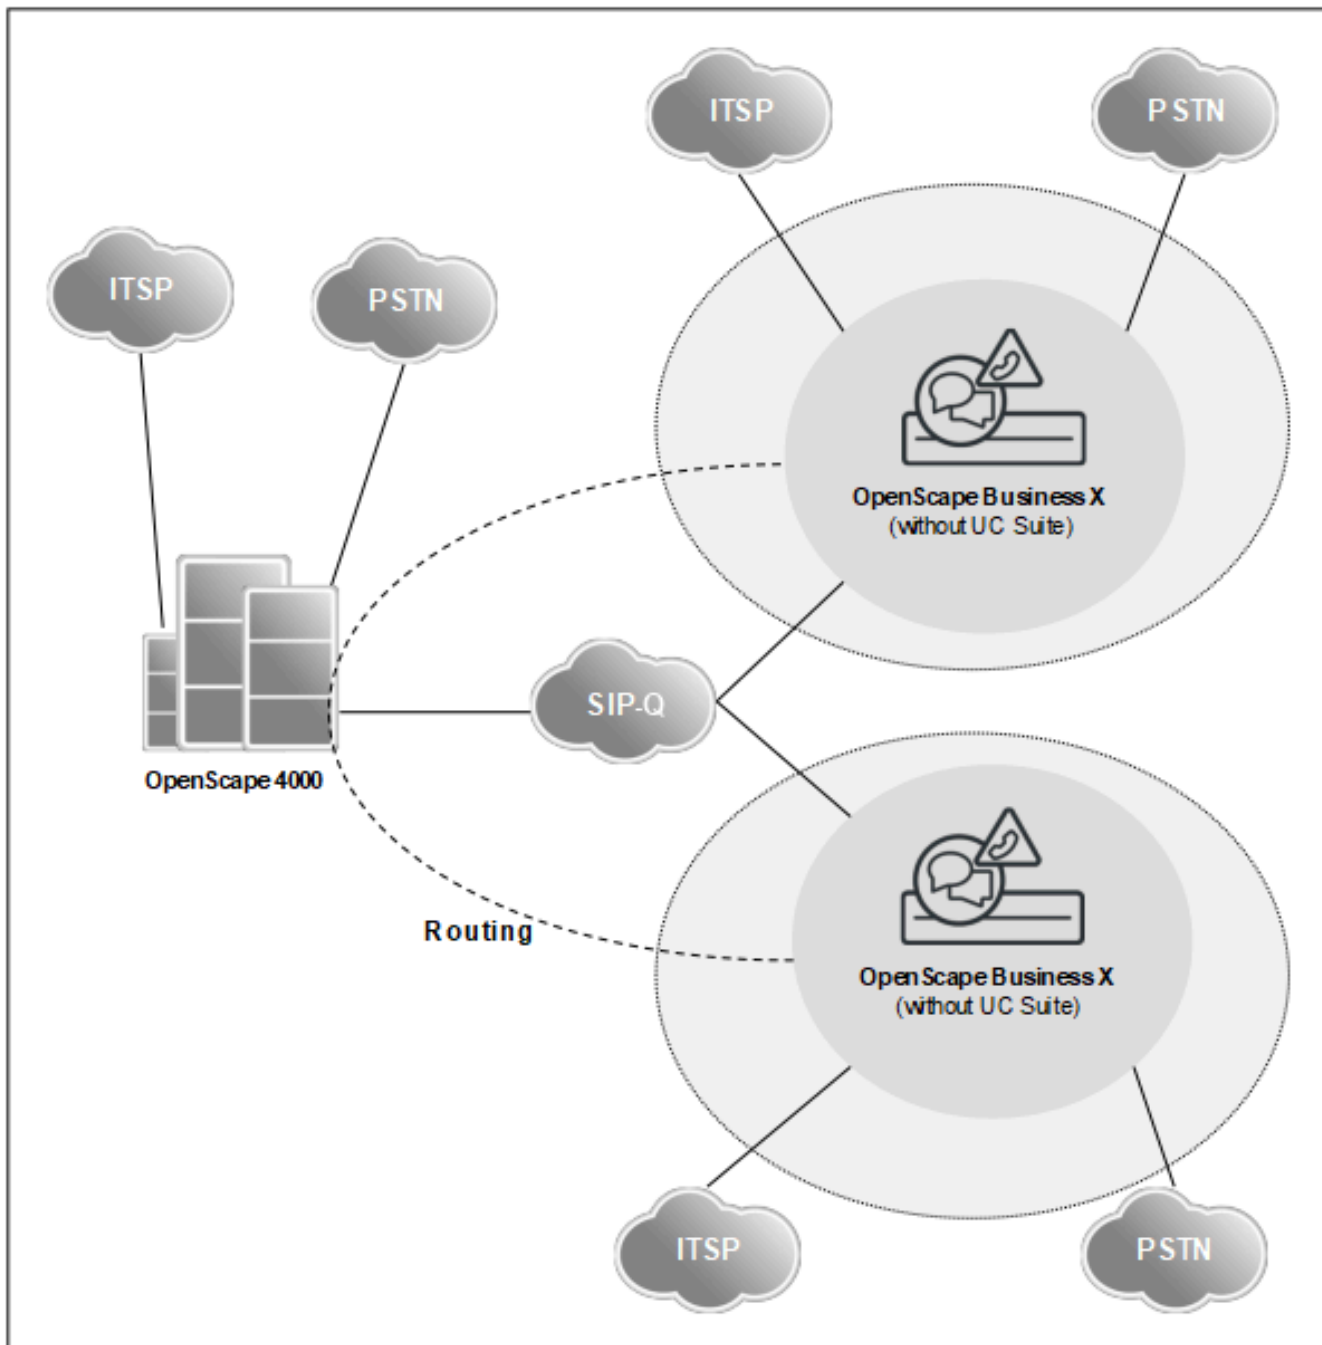 ITSP
PSTN
ITSP
PSTN
OpenScape Business X
(without UC Suite)
SIP-Q
OpenScape 4000
Routing
OpenScape Business X
(without UC Suite)
ITSP
PSTN